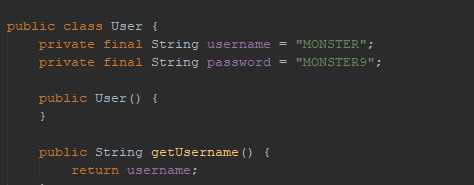 public class User {
private final String username = "MONSTER";
private final String password = "MONSTER9";
public User() {
}
public String getUsername() {
return username;